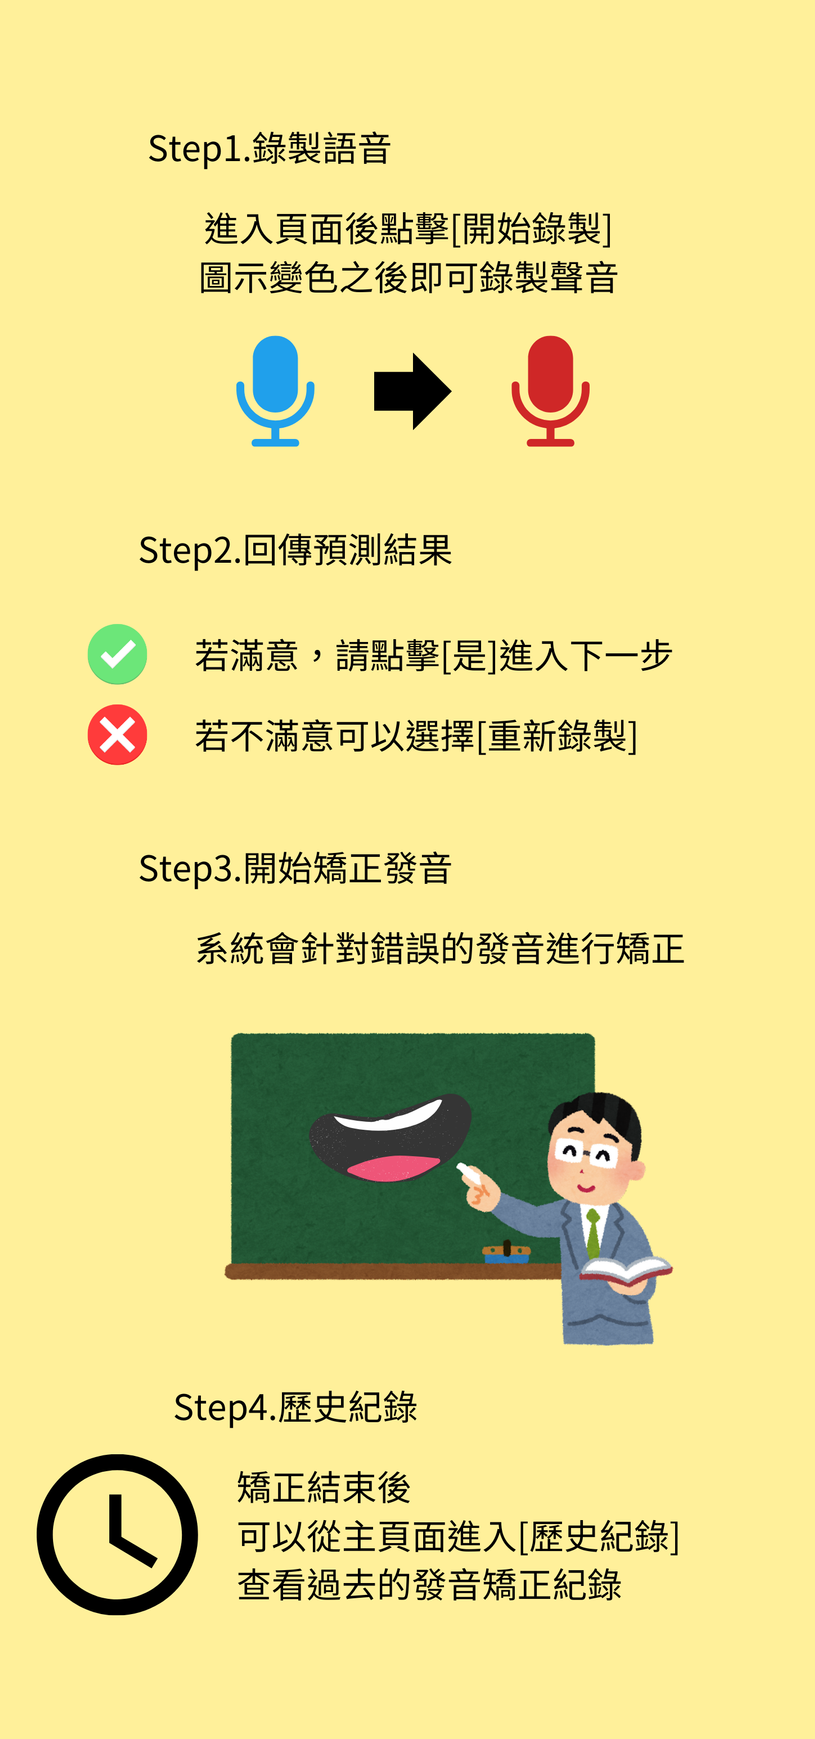 Step1.錄製語音
進入頁面後點擊[開始錄製]
圖示變色之後即可錄製聲音
Step2.回傳預測結果
若滿意，請點擊[是]進入下一步
若不滿意可以選擇[重新錄製]
Step3.開始矯正發音
系統會針對錯誤的發音進行矯正
Step4.歷史紀錄
矯正結束後
可以從主頁面進入[歷史紀錄]
查看過去的發音矯正紀錄